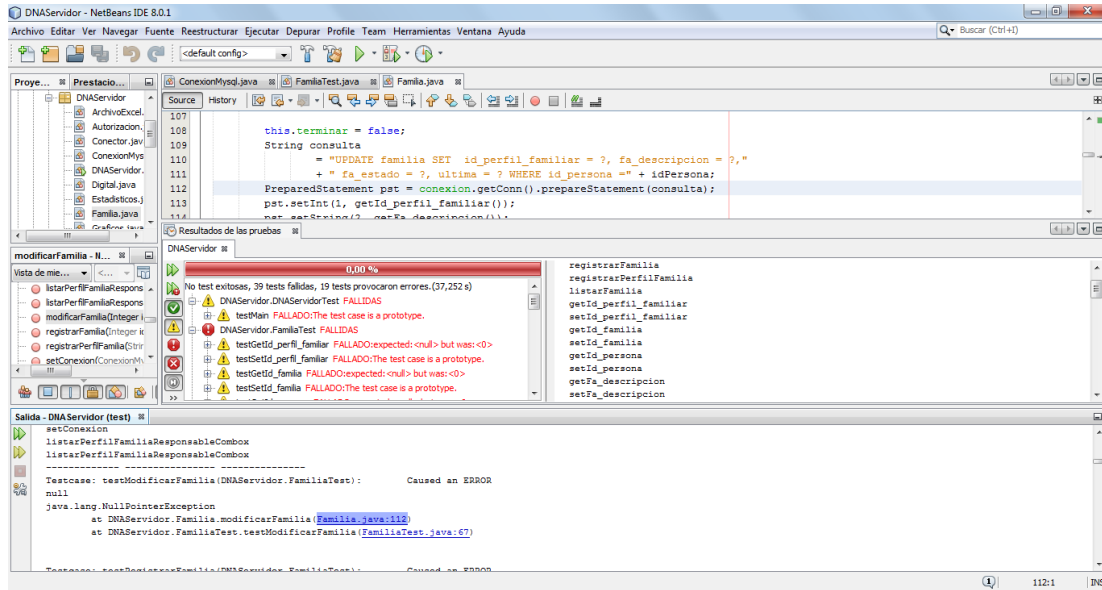 DNAServidor - NetBeans IDE 8.0.1
Archivo Editar Ver Navegar Fuente Reestructurar Ejecutar Depurar Profile Team Herramientas Ventana Ayuda
Buscar (Ctrl+I)
<default config>
Proye... Prestacio...
ConexionMysql.java FamiliaTest.java Familia.java
Source History
DNAServidor
ArchivoExcel.
Autorizacion.
Conector.jav
ConexionMys
DNAServidor.
Digital.java
Estadisticos.j
Familia.java
Graficos.java
107
108 this.terminar = false;
109 String consulta
110 = "UPDATE familia SET  id_perfil_familiar = ?, fa_descripcion = ?,"
111 + " fa_estado = ?, ultima = ? WHERE id_persona =" + idPersona;
112 PreparedStatement pst = conexion.getConn().prepareStatement(consulta);
113 pst.setInt(1, getId_perfil_familiar());
114 pst.setString(2, getFa_descripcion());
modificarFamilia - N...
Vista de mie... <...
listarPerfilFamiliaRespons
listarPerfilFamiliaRespons
modificarFamilia(Integer i
registrarFamilia(Integer ic
registrarPerfilFamilia(Strir
setConexion(ConexionMy
Resultados de las pruebas
DNAServidor
0,00 %
No test exitosas, 39 tests fallidas, 19 tests provocaron errores.(37,252 s)
DNAServidor.DNAServidorTest FALLIDAS
testMain FALLADO:The test case is a prototype.
DNAServidor.FamiliaTest FALLIDAS
testGetId_perfil_familiar FALLADO:expected:<null> but was:<0>
testSetId_perfil_familiar FALLADO:The test case is a prototype.
testGetId_familia FALLADO:expected:<null> but was:<0>
testSetId_familia FALLADO:The test case is a prototype.
registrarFamilia
registrarPerfilFamilia
listarFamilia
getId_perfil_familiar
setId_perfil_familiar
getId_familia
setId_familia
getId_persona
setId_persona
getFa_descripcion
setFa_descripcion
Salida - DNAServidor (test)
setConexion
listarPerfilFamiliaResponsableCombox
listarPerfilFamiliaResponsableCombox
------------- ---------------- ---------------
Testcase: testModificarFamilia(DNAServidor.FamiliaTest): Caused an ERROR
null
java.lang.NullPointerException
at DNAServidor.Familia.modificarFamilia(Familia.java:112)
at DNAServidor.FamiliaTest.testModificarFamilia(FamiliaTest.java:67)
Testcase: testRegistrarFamilia(DNAServidor.FamiliaTest): Caused an ERROR
112:1 INS